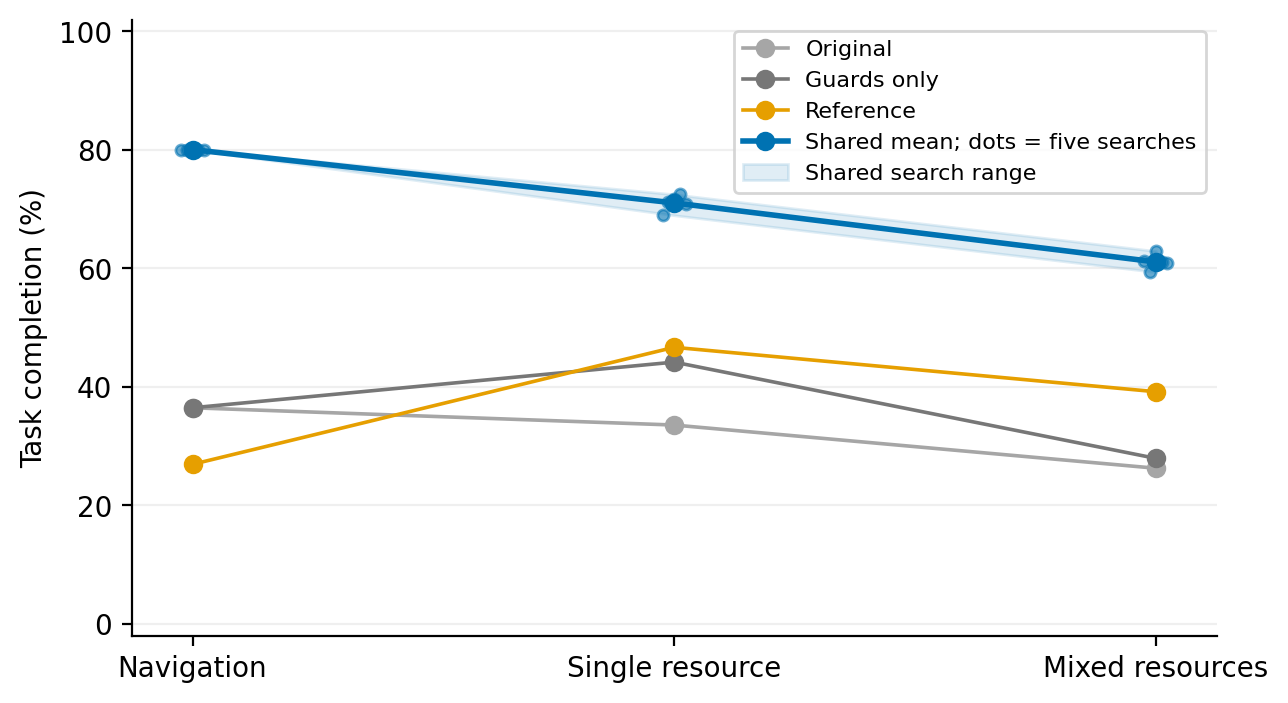 Task completion (%)
100
80
60
40
20
0
Original
Guards only
Reference
Shared mean; dots = five searches
Shared search range
Navigation
Single resource
Mixed resources